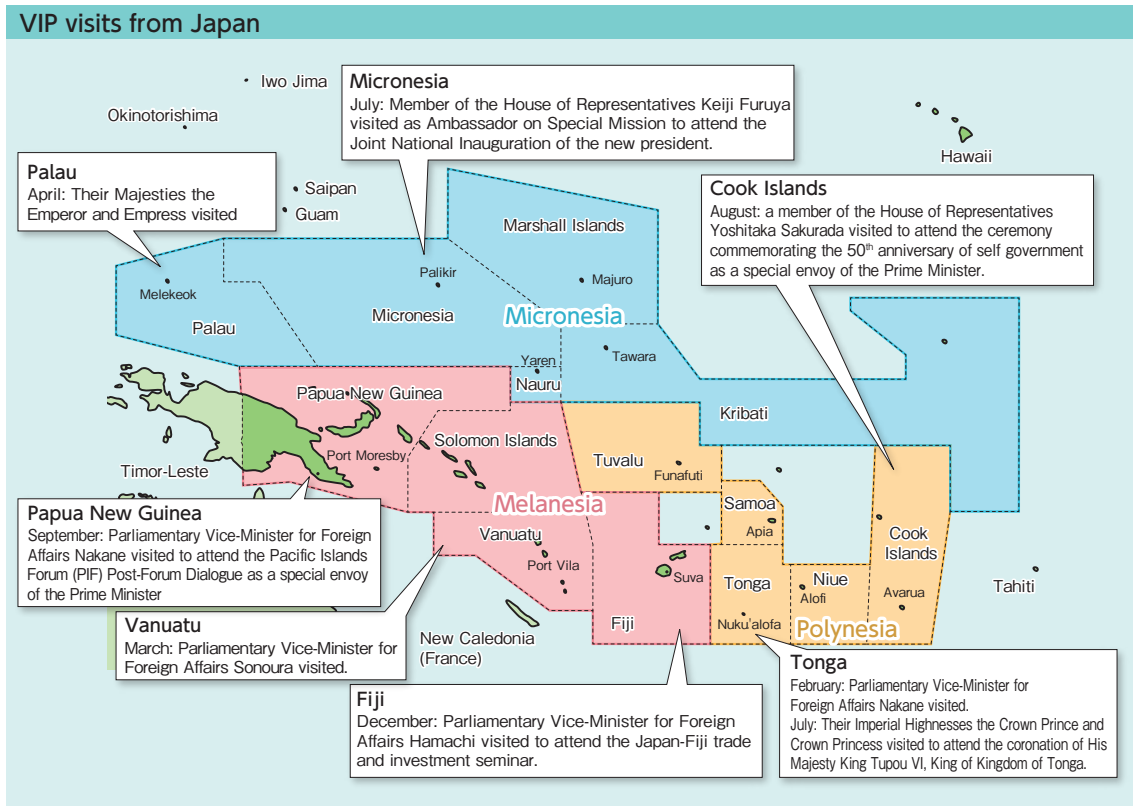 VIP visits from Japan
Iwo Jima
Okinotorishima
Micronesia
July: Member of the House of Representatives Keiji Furuya
visited as Ambassador on Special Mission to attend the
Joint National Inauguration of the new president.
Hawaii
Palau
April: Their Majesties the
Emperor and Empress visited
Saipan
Guam
Cook Islands
August: a member of the House of Representatives
Yoshitaka Sakurada visited to attend the ceremony
commemorating the 50th anniversary of self government
as a special envoy of the Prime Minister.
Marshall Islands
Palikir
Majuro
Melekeok
Micronesia
Micronesia
Palau
Yaren
Tawara
Nauru
Papua New Guinea
Kribati
Solomon Islands
Port Moresby
Tuvalu
Funafuti
Timor-Leste
Melanesia
Samoa
Apia
Papua New Guinea
September: Parliamentary Vice-Minister for Foreign
Affairs Nakane visited to attend the Pacific Islands
Forum (PIF) Post-Forum Dialogue as a special envoy
of the Prime Minister
Vanuatu
Port Vila
Cook
Islands
Suva
Tonga
Niue
Alofi
Avarua
Tahiti
Nuku'alofa
Fiji
Polynesia
New Caledonia
(France)
Vanuatu
March: Parliamentary Vice-Minister for
Foreign Affairs Sonoura visited.
Fiji
December: Parliamentary Vice-Minister for Foreign
Affairs Hamachi visited to attend the Japan-Fiji trade
and investment seminar.
Tonga
February: Parliamentary Vice-Minister for
Foreign Affairs Nakane visited.
July: Their Imperial Highnesses the Crown Prince and
Crown Princess visited to attend the coronation of His
Majesty King Tupou VI, King of Kingdom of Tonga.